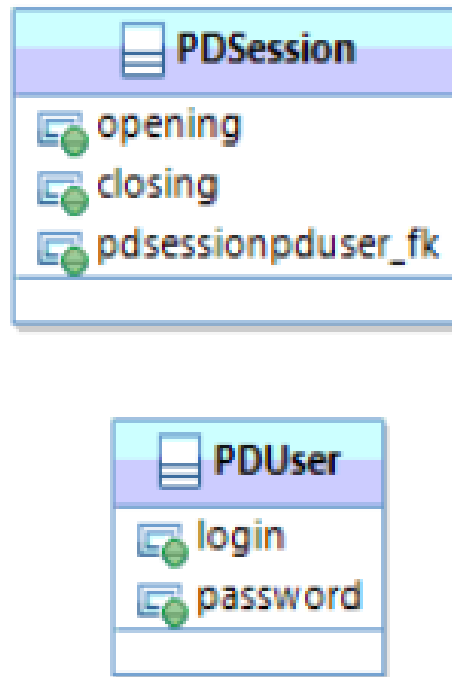 PDSession
opening
closing
pdsessionpduser_fk
PDUser
login
password